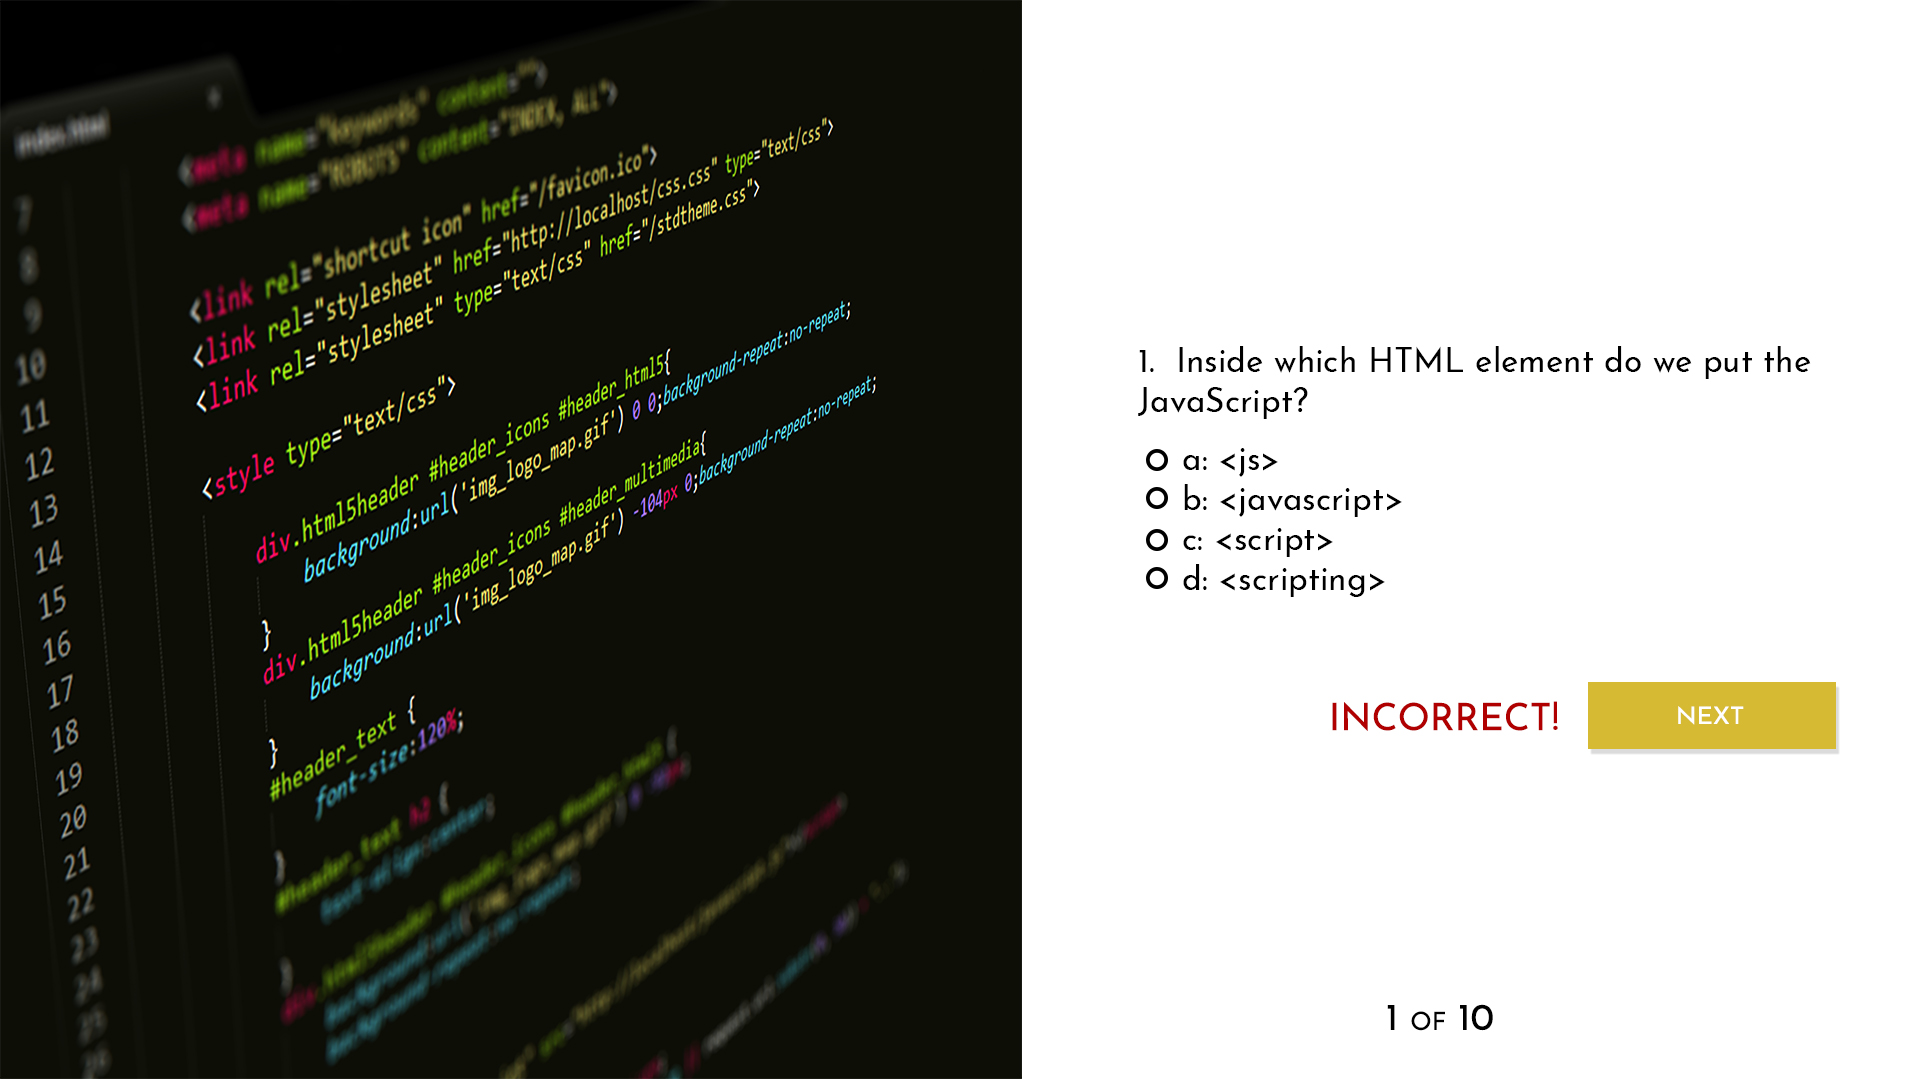 index.html
<meta name="keywords" content="">
<meta name="ROBOTS" content="INDEX, ALL">
<link rel="shortcut icon" href="/favicon.ico">
<link rel="stylesheet" href="http://localhost/css.css" type="text/css">
<link rel="stylesheet" type="text/css" href="/stdtheme.css">
<style type="text/css">
div.html5header #header_icons #header_html5{
background:url('img_logo_map.gif') 0 0;background-repeat:no-repeat;
}
div.html5header #header_icons #header_multimedia{
background:url('img_logo_map.gif') -104px 0;background-repeat:no-repeat;
}
#header_text {
font-size:120%;
}
#header_text h2 {
text-align:center;
}
7
8
9
10
11
12
13
14
15
16
17
18
19
20
21
22
23
24
25
26
1. Inside which HTML element do we put the
JavaScript?
a: <js>
b: <javascript>
c: <script>
d: <scripting>
INCORRECT!
NEXT
1 OF 10